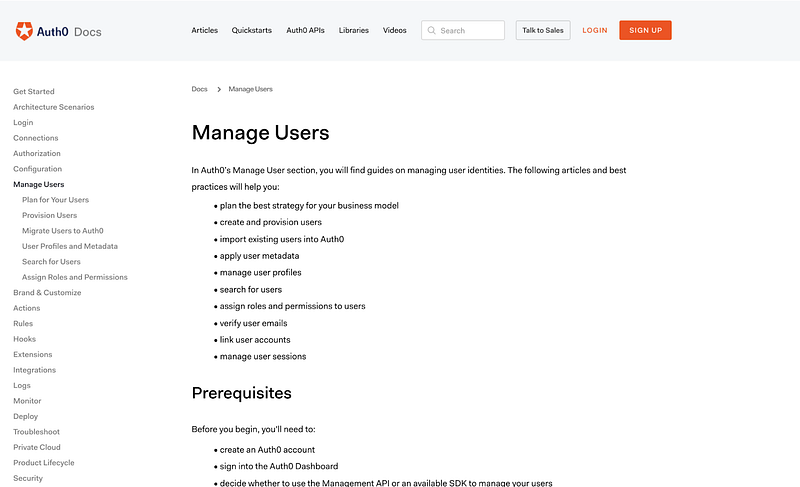 Auth0 Docs
Articles Quickstarts Auth0 APIs Libraries Videos Search Talk to Sales LOGIN SIGN UP
Docs > Manage Users
Get Started
Architecture Scenarios
Login
Connections
Authorization
Configuration
Manage Users
Plan for Your Users
Provision Users
Migrate Users to Auth0
User Profiles and Metadata
Search for Users
Assign Roles and Permissions
Brand & Customize
Actions
Rules
Hooks
Extensions
Integrations
Logs
Monitor
Deploy
Troubleshoot
Private Cloud
Product Lifecycle
Security
Manage Users
In Auth0's Manage User section, you will find guides on managing user identities. The following articles and best
practices will help you:
• plan the best strategy for your business model
• create and provision users
• import existing users into Auth0
• apply user metadata
• manage user profiles
• search for users
• assign roles and permissions to users
• verify user emails
• link user accounts
• manage user sessions
Prerequisites
Before you begin, you'll need to:
• create an Auth0 account
• sign into the Auth0 Dashboard
• decide whether to use the Management API or an available SDK to manage your users